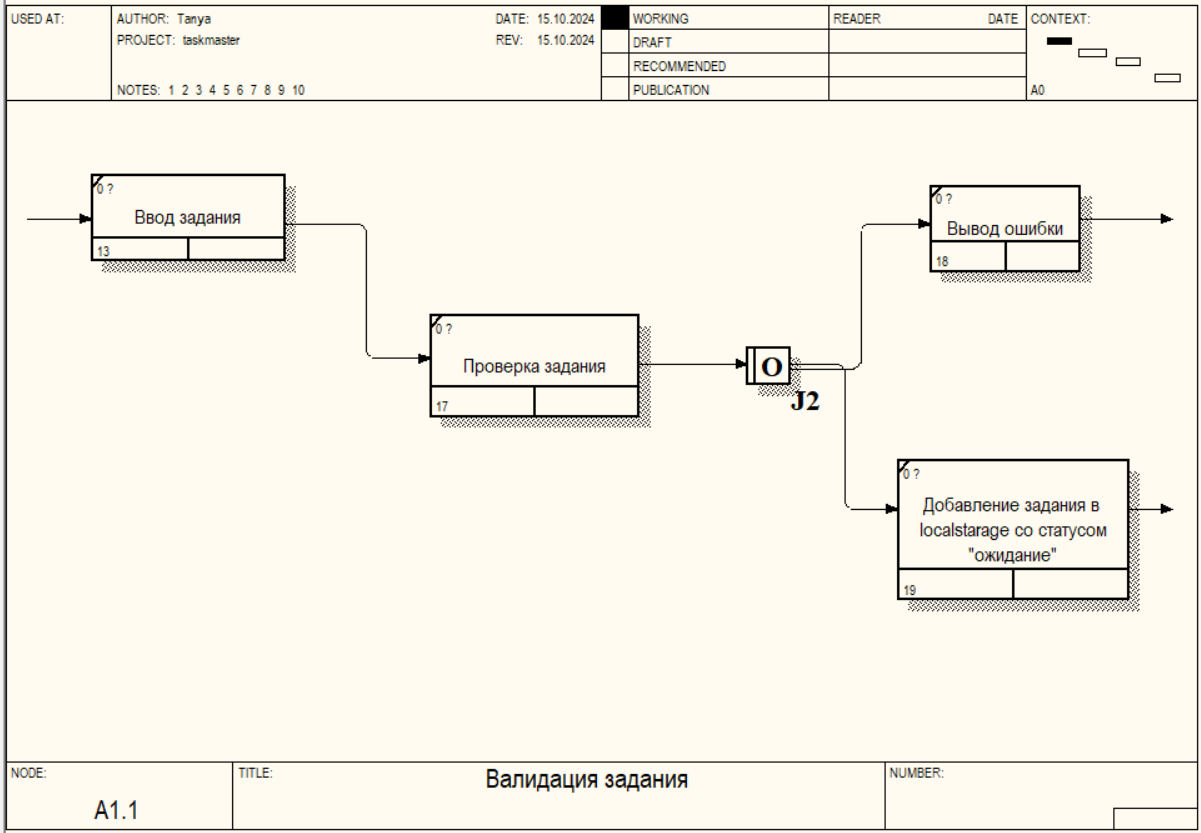 USED AT:
AUTHOR: Tanya
DATE: 15.10.2024
WORKING
READER
DATE
CONTEXT:
PROJECT: taskmaster
REV: 15.10.2024
DRAFT
RECOMMENDED
NOTES: 1 2 3 4 5 6 7 8 9 10
PUBLICATION
A0
0 ?
Ввод задания
13
0 ?
Вывод ошибки
18
0 ?
Проверка задания
17
O
J2
0 ?
Добавление задания в
localstarage со статусом
"ожидание"
19
NODE:
TITLE:
Валидация задания
NUMBER:
A1.1